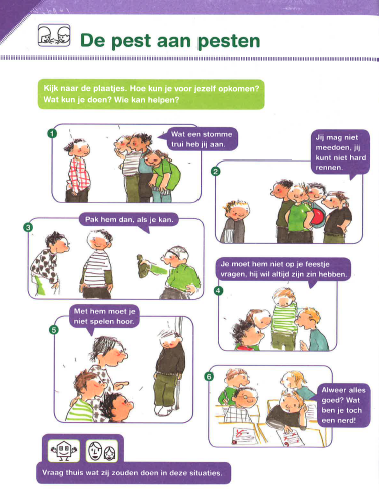 De pest aan pesten
Kijk naar de plaatjes. Hoe kun je voor jezelf opkomen?
Wat kun je doen? Wie kan helpen?
1
Wat een stomme
trui heb jij aan.
2
Jij mag niet
meedoen, jij
kunt niet hard
rennen.
3
Pak hem dan, als je kan.
4
Je moet hem niet op je feestje
vragen, hij wil altijd zijn zin hebben.
5
Met hem moet je
niet spelen hoor.
6
Alweer alles
goed? Wat
ben je toch
een nerd!
Vraag thuis wat zij zouden doen in deze situaties.